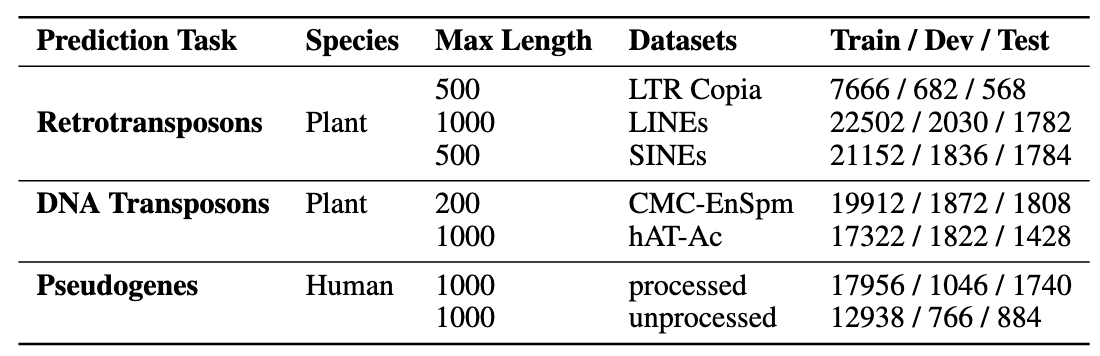 Prediction Task Species Max Length Datasets Train / Dev / Test
500 LTR Copia 7666 / 682 / 568
Retrotransposons Plant 1000 LINEs 22502 / 2030 / 1782
500 SINEs 21152 / 1836 / 1784
DNA Transposons Plant 200 CMC-EnSpm 19912 / 1872 / 1808
1000 hAT-Ac 17322 / 1822 / 1428
Pseudogenes Human 1000 processed 17956 / 1046 / 1740
1000 unprocessed 12938 / 766 / 884